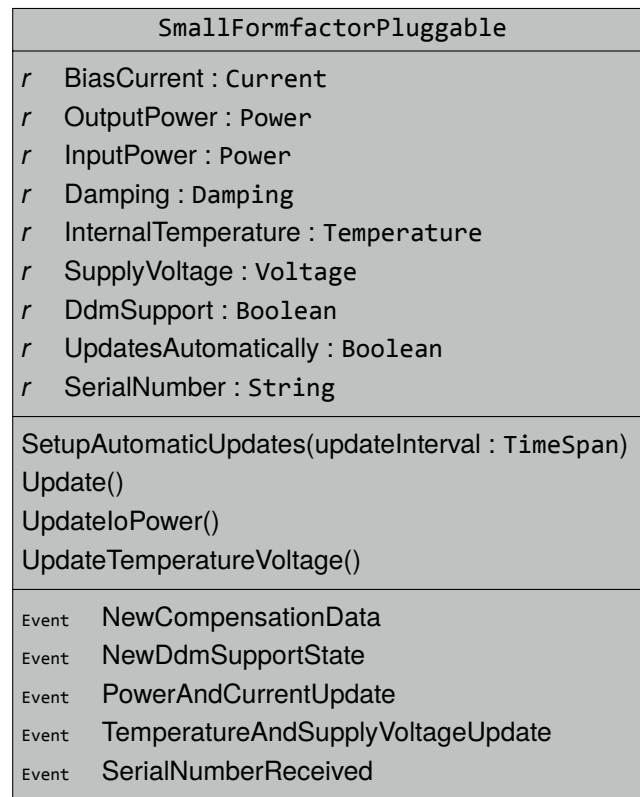 SmallFormfactorPluggable
r BiasCurrent : Current
r OutputPower : Power
r InputPower : Power
r Damping : Damping
r InternalTemperature : Temperature
r SupplyVoltage : Voltage
r DdmSupport : Boolean
r UpdatesAutomatically : Boolean
r SerialNumber : String
SetupAutomaticUpdates(updateInterval : TimeSpan)
Update()
UpdateIoPower()
UpdateTemperatureVoltage()
Event NewCompensationData
Event NewDdmSupportState
Event PowerAndCurrentUpdate
Event TemperatureAndSupplyVoltageUpdate
Event SerialNumberReceived